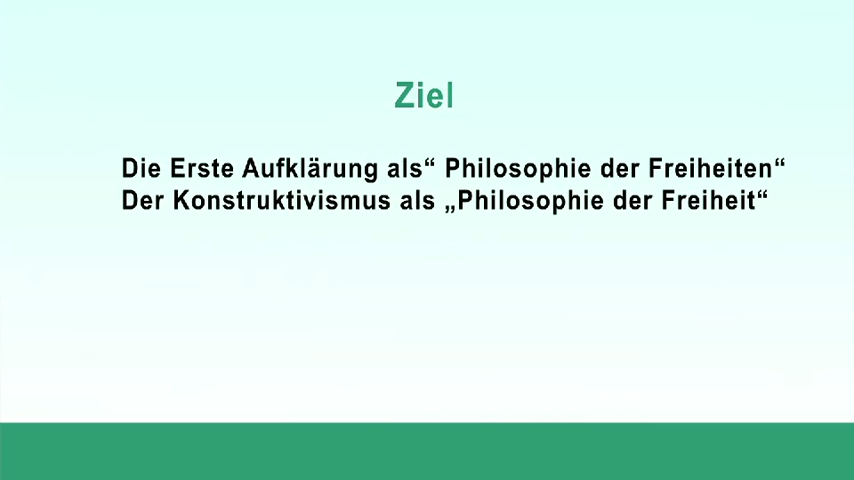 Ziel
Die Erste Aufklärung als“ Philosophie der Freiheiten“
Der Konstruktivismus als „Philosophie der Freiheit“